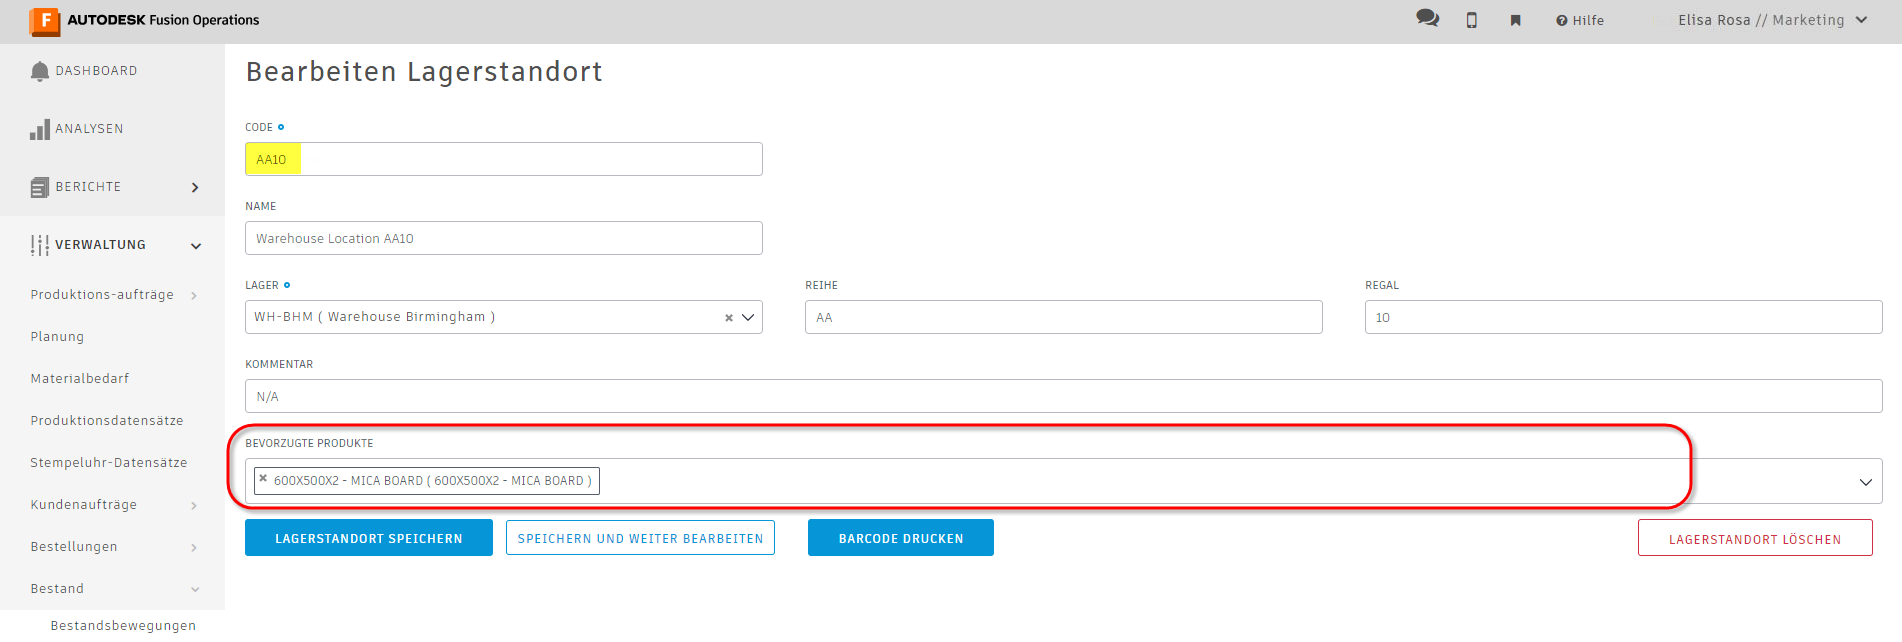 F AUTODESK Fusion Operations
Hilfe
Elisa Rosa // Marketing
DASHBOARD
ANALYSEN
BERICHTE
VERWALTUNG
Produktions-aufträge
Planung
Materialbedarf
Produktionsdatensätze
Stempeluhr-Datensätze
Kundenaufträge
Bestellungen
Bestand
Bestandsbewegungen
Bearbeiten Lagerstandort
CODE
AA10
NAME
Warehouse Location AA10
LAGER
REIHE
REGAL
WH-BHM ( Warehouse Birmingham )
AA
10
KOMMENTAR
N/A
BEVORZUGTE PRODUKTE
600X500X2 - MICA BOARD ( 600X500X2 - MICA BOARD )
LAGERSTANDORT SPEICHERN
SPEICHERN UND WEITER BEARBEITEN
BARCODE DRUCKEN
LAGERSTANDORT LÖSCHEN